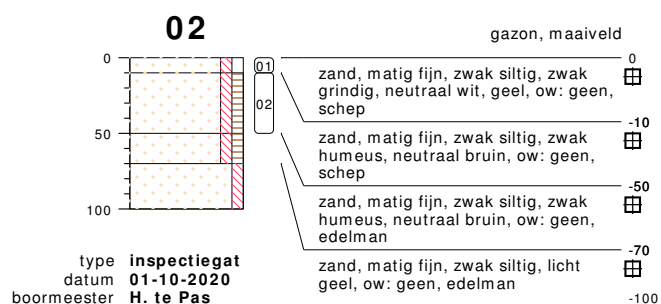 02
gazon, maaiveld
0
0
01
zand, matig fijn, zwak siltig, zwak
grindig, neutraal wit, geel, ow: geen,
schep
02
-10
50
zand, matig fijn, zwak siltig, zwak
humeus, neutraal bruin, ow: geen,
schep
-50
zand, matig fijn, zwak siltig, zwak
humeus, neutraal bruin, ow: geen,
edelman
100
-70
zand, matig fijn, zwak siltig, licht
geel, ow: geen, edelman
-100
type inspectiegat
datum 01-10-2020
boormeester H. te Pas